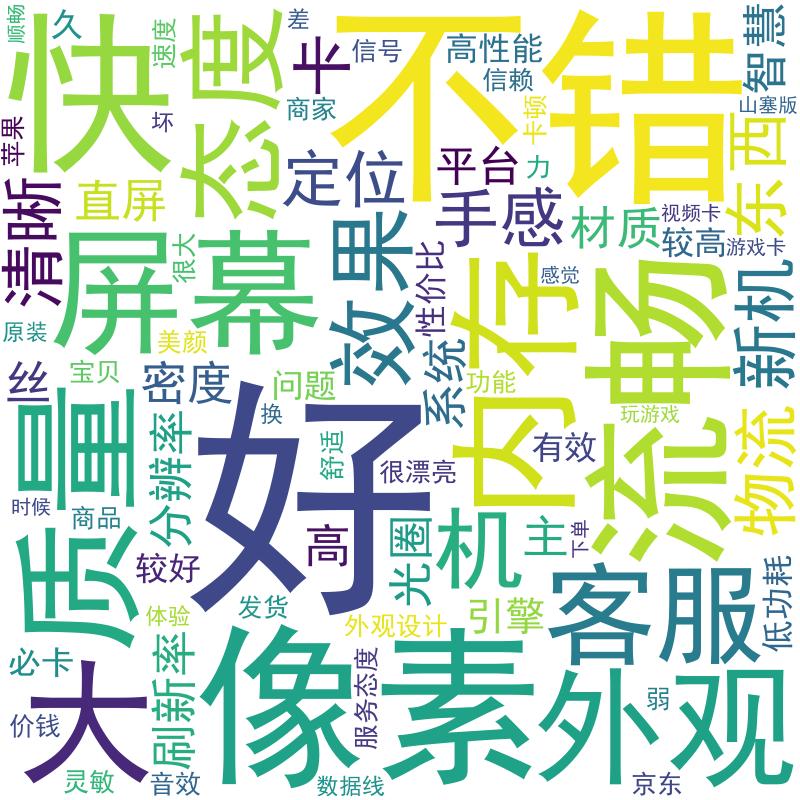 顺畅
久
快
速度
态度
差
商家
卡
信号
不错
高性能
信赖
卡顿
智慧
山寨版
苹果
坏
直屏
定位
平台
力
手感
材质
东西
视频卡
较高
游戏卡
清晰
屏幕
很大
效果
性价比
感觉
内存
流畅
新机
原装
美颜
丝
宝贝
密度
问题
系统
功能
玩游戏
质量
分辨率
换
好
舒适
很漂亮
有效
物流
时候
商品
较好
高
光圈
机
主
下单
客服
低功耗
体验
发货
外观设计
引擎
必卡
大
刷新率
像素
服务态度
外观
弱
价钱
灵敏
音效
数据线
京东